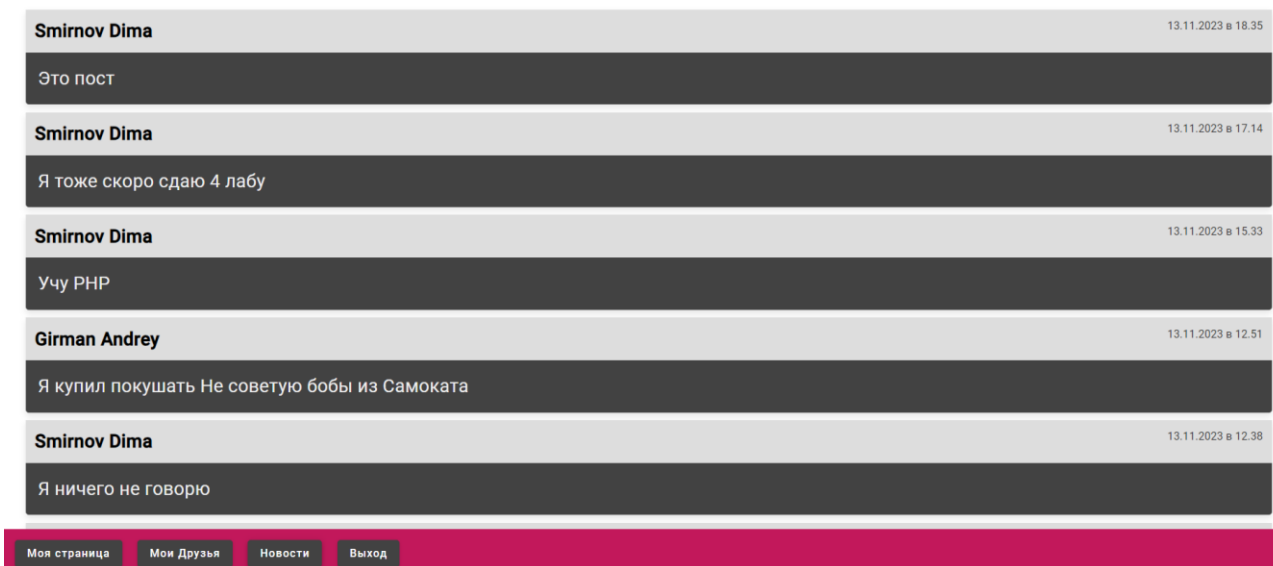 Smirnov Dima 13.11.2023 в 18.35
Это пост
Smirnov Dima 13.11.2023 в 17.14
Я тоже скоро сдаю 4 лабу
Smirnov Dima 13.11.2023 в 15.33
Учу PHP
Girman Andrey 13.11.2023 в 12.51
Я купил покушать Не советую бобы из Самоката
Smirnov Dima 13.11.2023 в 12.38
Я ничего не говорю
Моя страница Мои Друзья Новости Выход